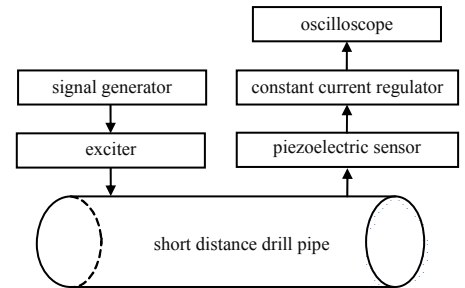 oscilloscope
signal generator
constant current regulator
exciter
piezoelectric sensor
short distance drill pipe